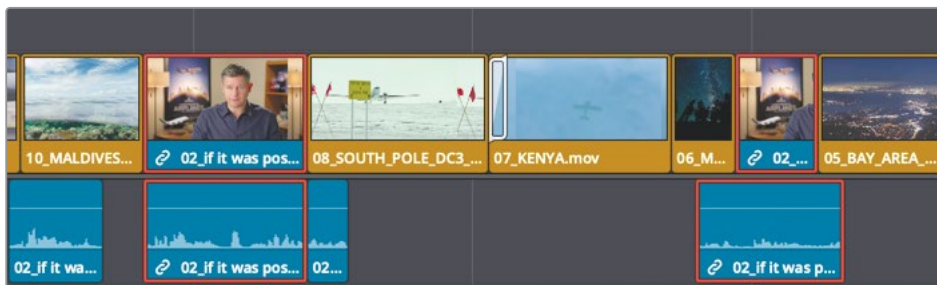 10_MALDIVES...
02_if it was pos...
08_SOUTH_POLE_DC3_...
07_KENYA.mov
06_M...
02_...
05_BAY_AREA_...
02_if it wa...
02_if it was pos...
02...
02_if it was p...